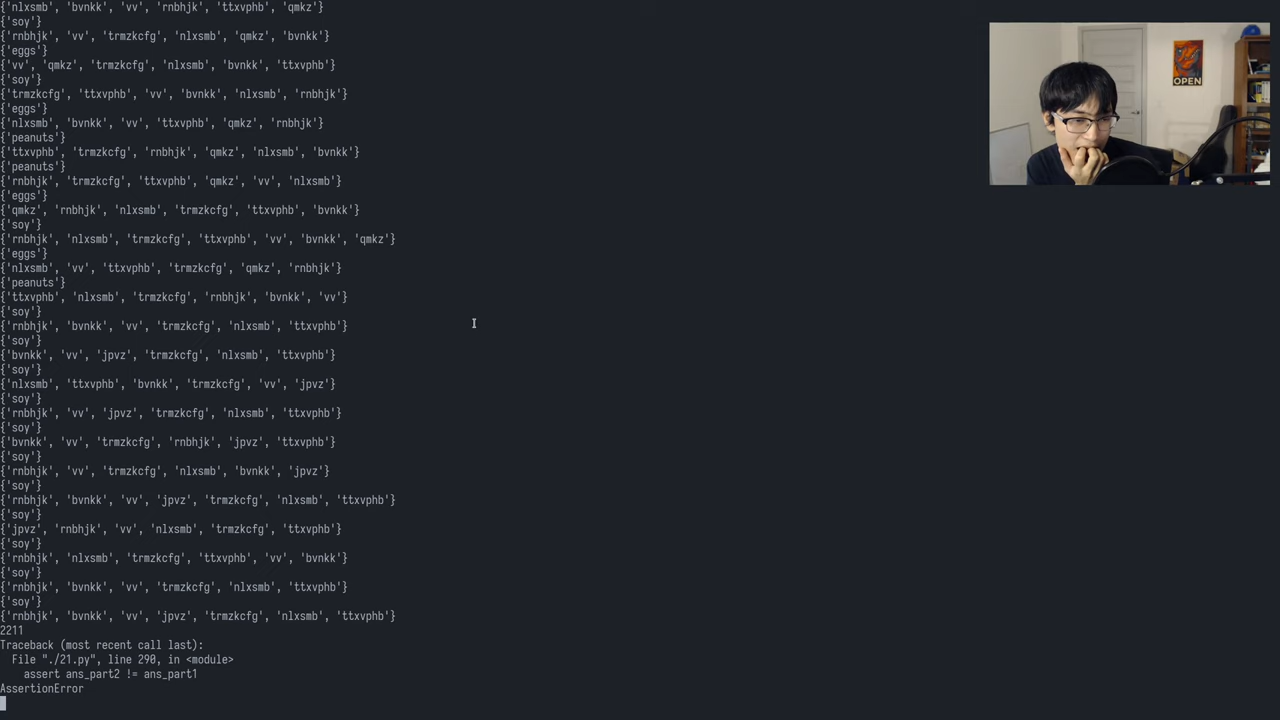 {'nlxsmb', 'bvnkk', 'vv', 'rnbhjk', 'ttxvphb', 'qmkz'}
{'soy'}
{'rnbhjk', 'vv', 'trmzkcfg', 'nlxsmb', 'qmkz', 'bvnkk'}
{'eggs'}
{'vv', 'qmkz', 'trmzkcfg', 'nlxsmb', 'bvnkk', 'ttxvphb'}
{'soy'}
{'trmzkcfg', 'ttxvphb', 'vv', 'bvnkk', 'nlxsmb', 'rnbhjk'}
{'eggs'}
{'nlxsmb', 'bvnkk', 'vv', 'ttxvphb', 'qmkz', 'rnbhjk'}
{'peanuts'}
{'ttxvphb', 'trmzkcfg', 'rnbhjk', 'qmkz', 'nlxsmb', 'bvnkk'}
{'peanuts'}
{'rnbhjk', 'trmzkcfg', 'ttxvphb', 'qmkz', 'vv', 'nlxsmb'}
{'eggs'}
{'qmkz', 'rnbhjk', 'nlxsmb', 'trmzkcfg', 'ttxvphb', 'bvnkk'}
{'soy'}
{'rnbhjk', 'nlxsmb', 'trmzkcfg', 'ttxvphb', 'vv', 'bvnkk', 'qmkz'}
{'eggs'}
{'nlxsmb', 'vv', 'ttxvphb', 'trmzkcfg', 'qmkz', 'rnbhjk'}
{'peanuts'}
{'ttxvphb', 'nlxsmb', 'trmzkcfg', 'rnbhjk', 'bvnkk', 'vv'}
{'soy'}
{'rnbhjk', 'bvnkk', 'vv', 'trmzkcfg', 'nlxsmb', 'ttxvphb'}
{'soy'}
{'bvnkk', 'vv', 'jpvz', 'trmzkcfg', 'nlxsmb', 'ttxvphb'}
{'soy'}
{'nlxsmb', 'ttxvphb', 'bvnkk', 'trmzkcfg', 'vv', 'jpvz'}
{'soy'}
{'rnbhjk', 'vv', 'jpvz', 'trmzkcfg', 'nlxsmb', 'ttxvphb'}
{'soy'}
{'bvnkk', 'vv', 'trmzkcfg', 'rnbhjk', 'jpvz', 'ttxvphb'}
{'soy'}
{'rnbhjk', 'vv', 'trmzkcfg', 'nlxsmb', 'bvnkk', 'jpvz'}
{'soy'}
{'rnbhjk', 'bvnkk', 'vv', 'jpvz', 'trmzkcfg', 'nlxsmb', 'ttxvphb'}
{'soy'}
{'jpvz', 'rnbhjk', 'vv', 'nlxsmb', 'trmzkcfg', 'ttxvphb'}
{'soy'}
{'rnbhjk', 'nlxsmb', 'trmzkcfg', 'ttxvphb', 'vv', 'bvnkk'}
{'soy'}
{'rnbhjk', 'bvnkk', 'vv', 'trmzkcfg', 'nlxsmb', 'ttxvphb'}
{'soy'}
{'rnbhjk', 'bvnkk', 'vv', 'jpvz', 'trmzkcfg', 'nlxsmb', 'ttxvphb'}
2211
Traceback (most recent call last):
  File "./21.py", line 290, in <module>
    assert ans_part2 != ans_part1
AssertionError
OPEN